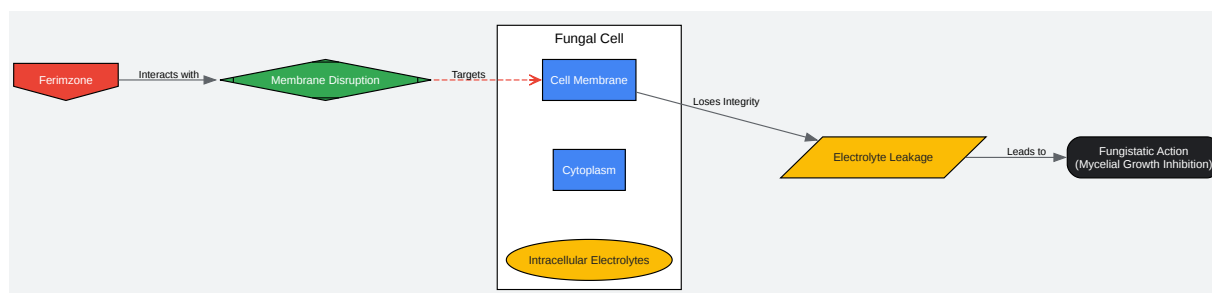 Fungal Cell
Ferimzone
Interacts with
Membrane Disruption
Targets
Cell Membrane
Loses Integrity
Cytoplasm
Electrolyte Leakage
Leads to
Fungistatic Action
(Mycelial Growth Inhibition)
Intracellular Electrolytes